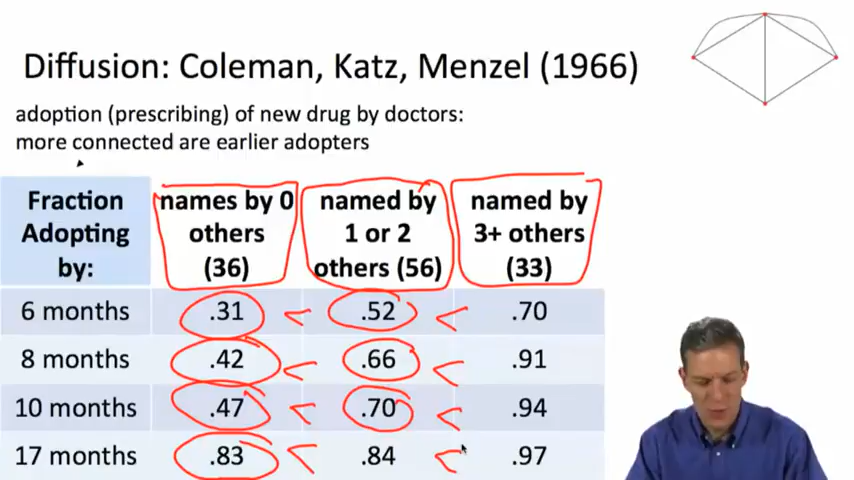 Diffusion: Coleman, Katz, Menzel (1966)
adoption (prescribing) of new drug by doctors:
more connected are earlier adopters
Fraction Adopting by: names by 0 others (36) named by 1 or 2 others (56) named by 3+ others (33)
6 months .31 < .52 < .70
8 months .42 < .66 < .91
10 months .47 < .70 < .94
17 months .83 < .84 < .97